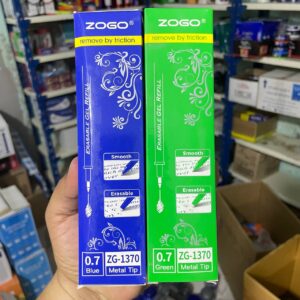 ZOGO®
remove by friction
ERASABLE GEL REFILL
Smooth
Erasable
0.7
Blue
ZG-1370
Metal Tip
ZOGO®
remove by friction
ERASABLE GEL REFILL
Smooth
Erasable
0.7
Green
ZG-1370
Metal Tip